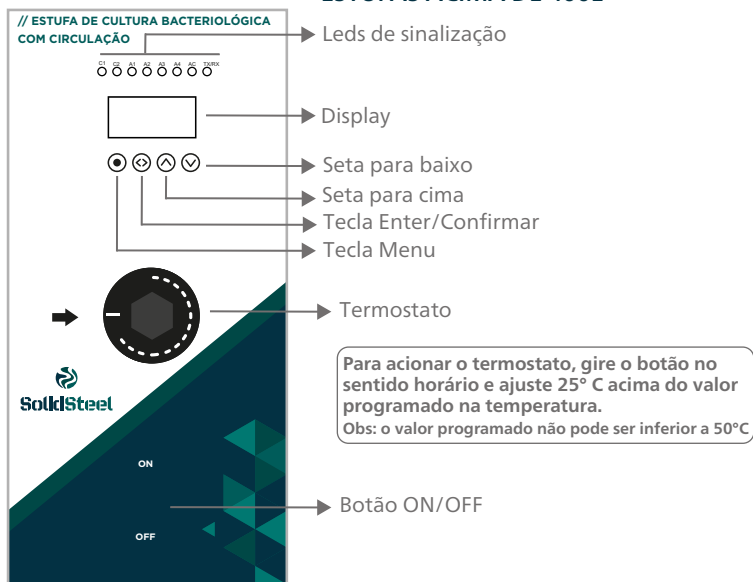 // ESTUFA DE CULTURA BACTERIOLÓGICA
COM CIRCULAÇÃO
Leds de sinalização
C1 C2 A1 A2 A3 A4 AC TX/RX
Display
Seta para baixo
Seta para cima
Tecla Enter/Confirmar
Tecla Menu
Termostato
Para acionar o termostato, gire o botão no
sentido horário e ajuste 25° C acima do valor
programado na temperatura.
Obs: o valor programado não pode ser inferior a 50°C
SolidSteel
ON
Botão ON/OFF
OFF